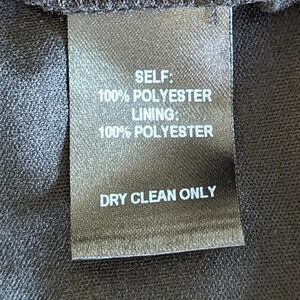 SELF:
100% POLYESTER
LINING:
100% POLYESTER
DRY CLEAN ONLY